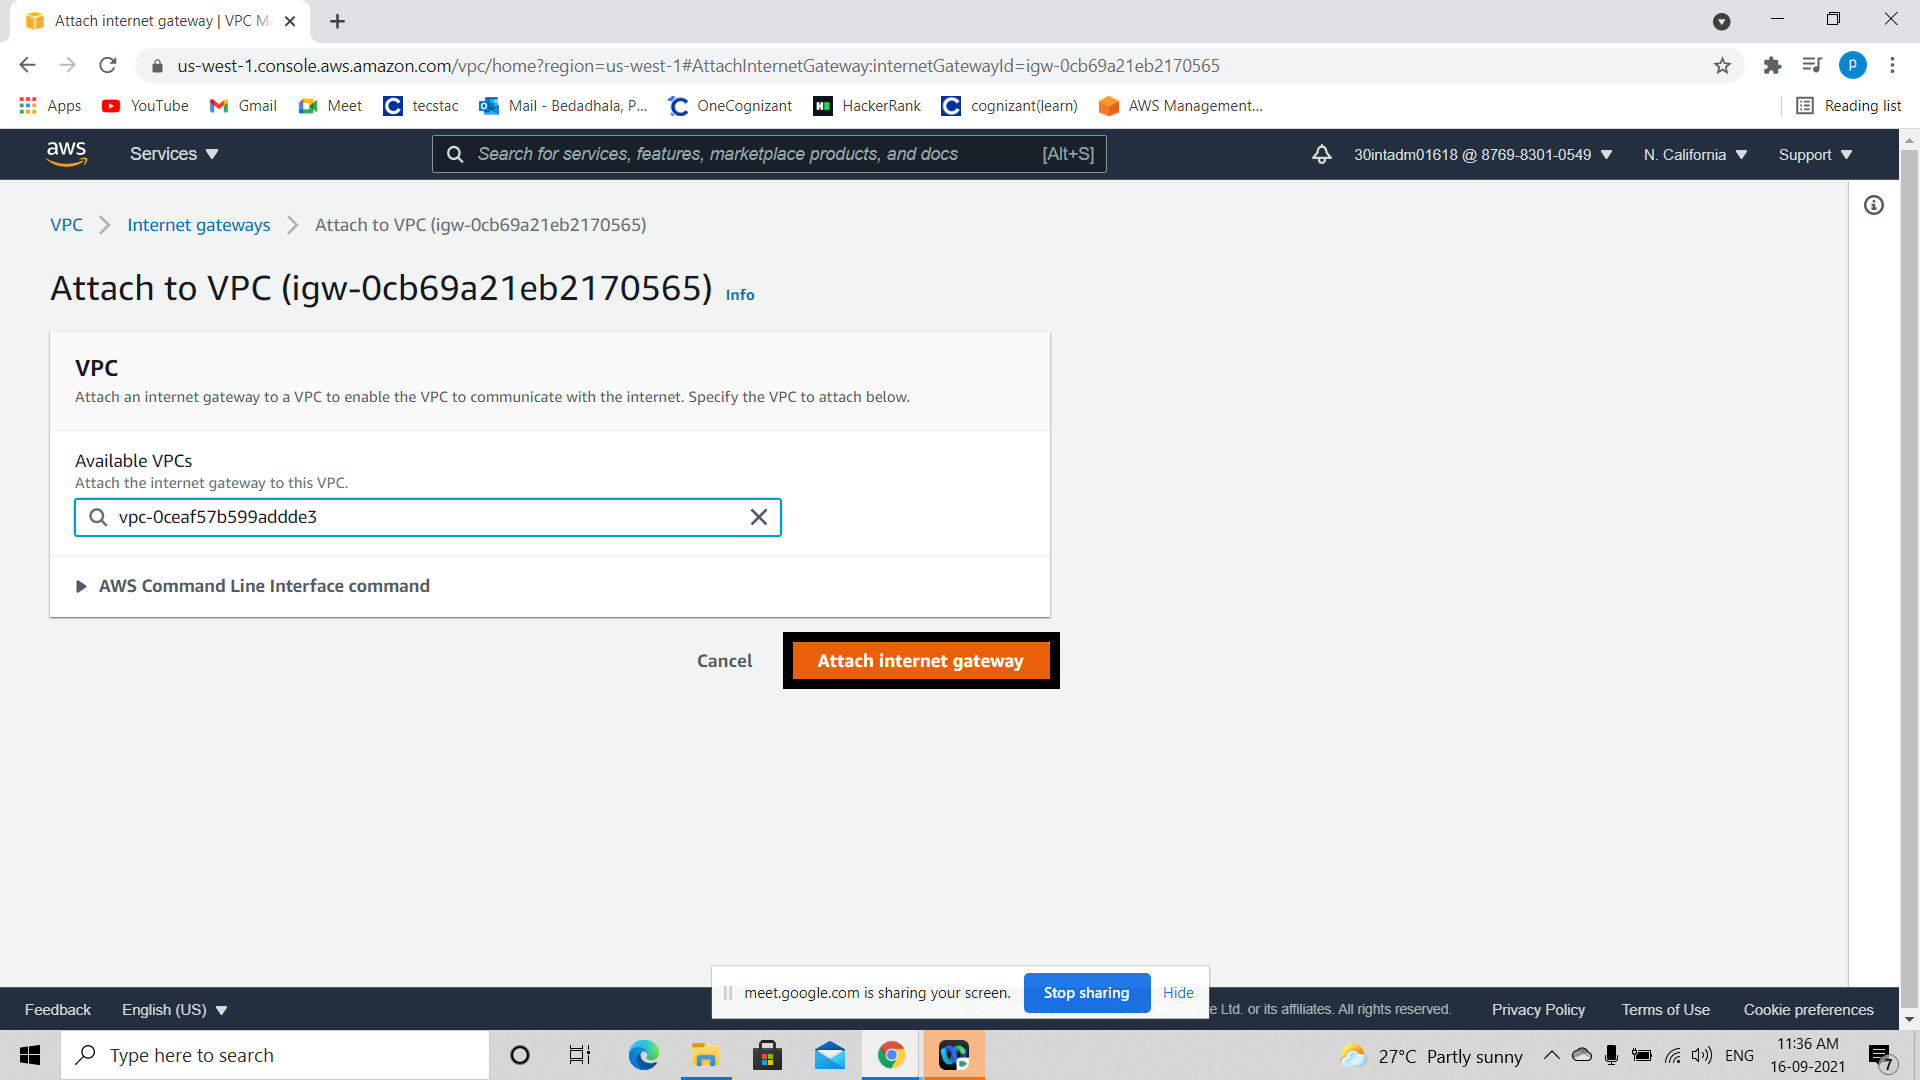 Attach internet gateway | VPC Ma
us-west-1.console.aws.amazon.com/vpc/home?region=us-west-1#AttachInternetGateway:internetGatewayId=igw-0cb69a21eb2170565
P
Apps YouTube Gmail Meet tecstac Mail - Bedadhala, P... OneCognizant HackerRank cognizant(learn) AWS Management... Reading list
aws Services Search for services, features, marketplace products, and docs [Alt+S] 30intadm01618 @ 8769-8301-0549 N. California Support
VPC Internet gateways Attach to VPC (igw-0cb69a21eb2170565)
Attach to VPC (igw-0cb69a21eb2170565) Info
VPC
Attach an internet gateway to a VPC to enable the VPC to communicate with the internet. Specify the VPC to attach below.
Available VPCs
Attach the internet gateway to this VPC.
vpc-0ceaf57b599addde3
AWS Command Line Interface command
Cancel Attach internet gateway
meet.google.com is sharing your screen. Stop sharing Hide
Feedback English (US) e Ltd. or its affiliates. All rights reserved. Privacy Policy Terms of Use Cookie preferences
Type here to search 27°C Partly sunny ENG 11:36 AM
16-09-2021 7